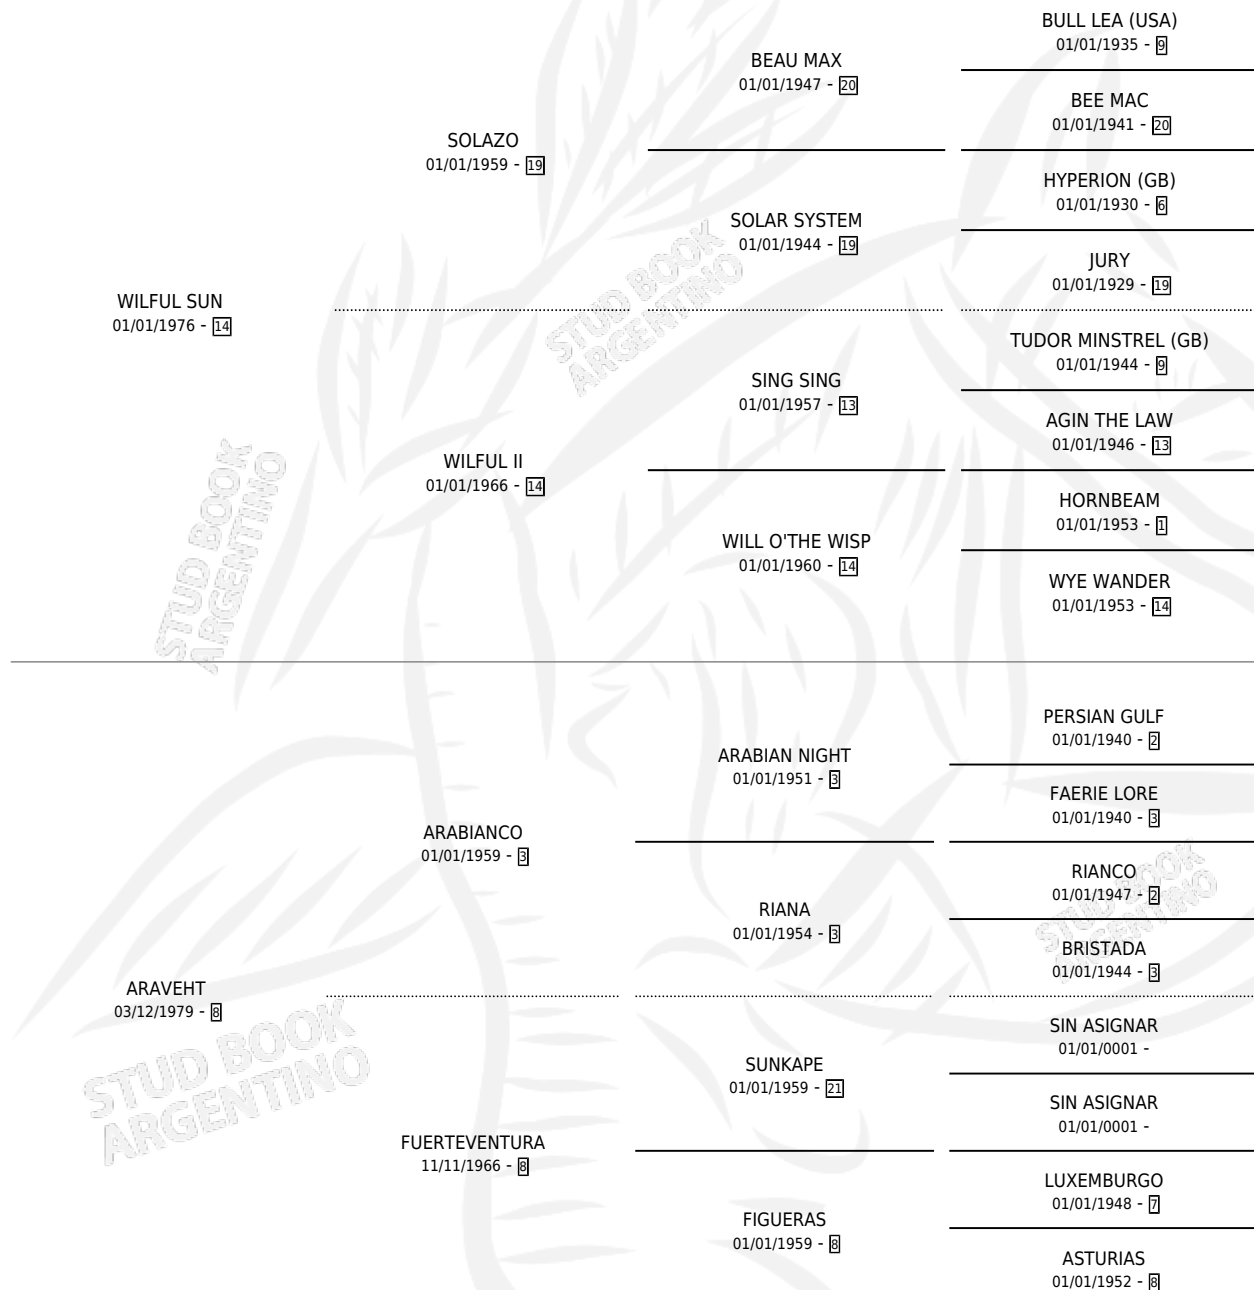 BULL LEA (USA)
01/01/1935 - 9
BEAU MAX
01/01/1947 - 20
BEE MAC
01/01/1941 - 20
SOLAZO
01/01/1959 - 19
HYPERION (GB)
01/01/1930 - 6
SOLAR SYSTEM
01/01/1944 - 19
JURY
01/01/1929 - 19
WILFUL SUN
01/01/1976 - 14
TUDOR MINSTREL (GB)
01/01/1944 - 9
SING SING
01/01/1957 - 13
AGIN THE LAW
01/01/1946 - 13
WILFUL II
01/01/1966 - 14
HORNBEAM
01/01/1953 - 1
WILL O'THE WISP
01/01/1960 - 14
WYE WANDER
01/01/1953 - 14
PERSIAN GULF
01/01/1940 - 2
ARABIAN NIGHT
01/01/1951 - 3
FAERIE LORE
01/01/1940 - 3
ARABIANCO
01/01/1959 - 3
RIANCO
01/01/1947 - 2
RIANA
01/01/1954 - 3
BRISTADA
01/01/1944 - 3
ARAVEHT
03/12/1979 - 8
SIN ASIGNAR
01/01/0001 -
SUNKAPE
01/01/1959 - 21
SIN ASIGNAR
01/01/0001 -
FUERTEVENTURA
11/11/1966 - 8
LUXEMBURGO
01/01/1948 - 7
FIGUERAS
01/01/1959 - 8
ASTURIAS
01/01/1952 - 8
STUD BOOK
ARGENTINO
STUD BOOK
ARGENTINO
STUD BOOK
ARGENTINO
STUD BOOK
ARGENTINO